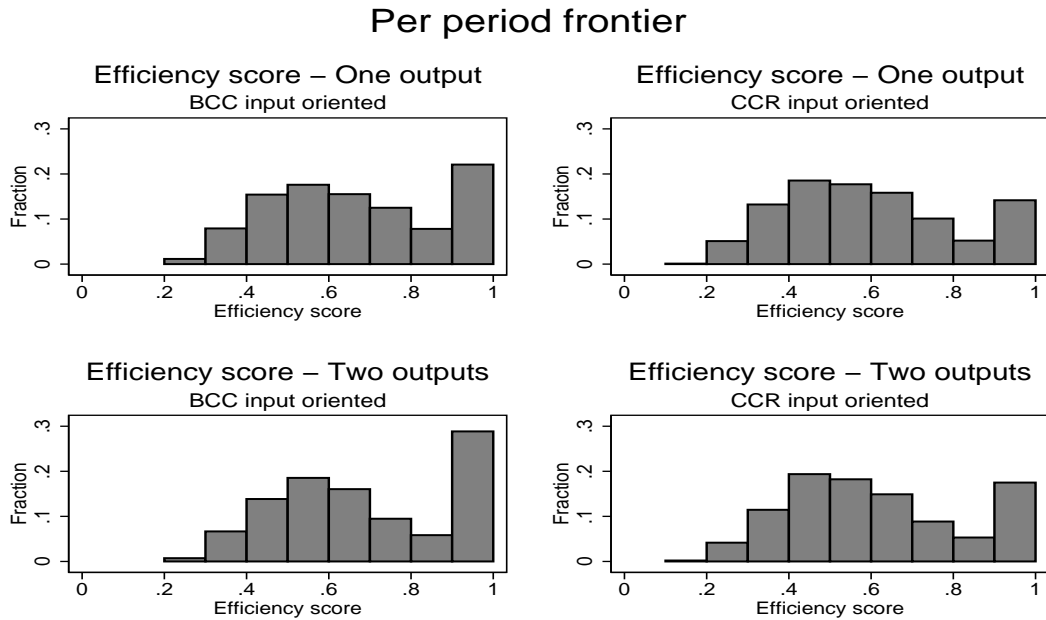 Per period frontier
Efficiency score – One output
BCC input oriented
Fraction
0 .1 .2 .3
0 .2 .4 .6 .8 1
Efficiency score
Efficiency score – One output
CCR input oriented
Fraction
0 .1 .2 .3
0 .2 .4 .6 .8 1
Efficiency score
Efficiency score – Two outputs
BCC input oriented
Fraction
0 .1 .2 .3
0 .2 .4 .6 .8 1
Efficiency score
Efficiency score – Two outputs
CCR input oriented
Fraction
0 .1 .2 .3
0 .2 .4 .6 .8 1
Efficiency score